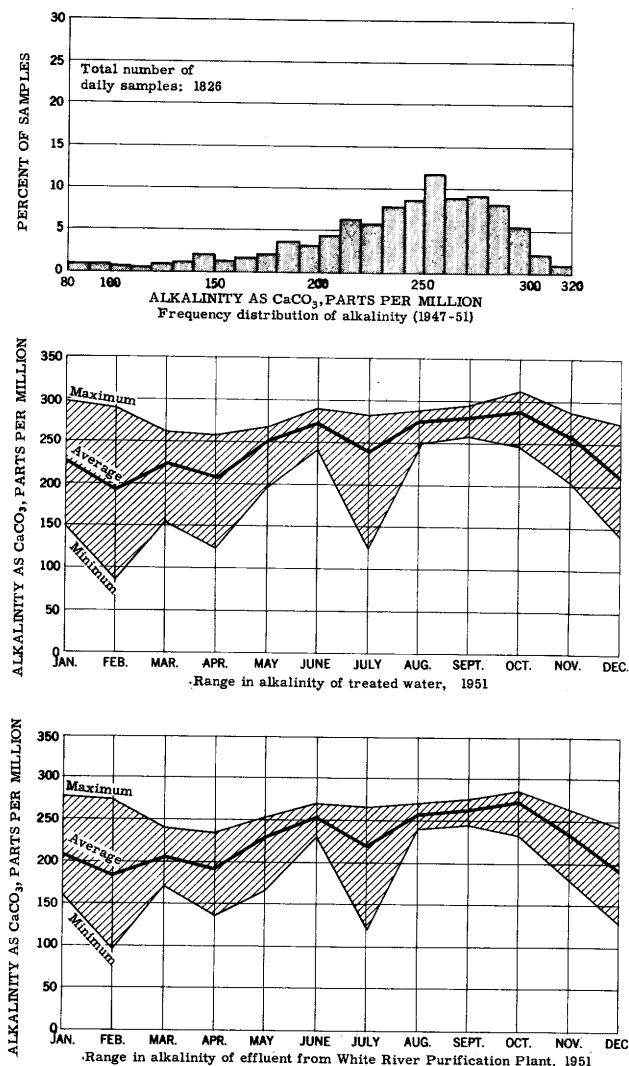 PERCENT OF SAMPLES
30
25
20
15
10
5
0
Total number of
daily samples: 1826
80 100 150 200 250 300 320
ALKALINITY AS CaCO₃, PARTS PER MILLION
Frequency distribution of alkalinity (1947-51)
ALKALINITY AS CaCO₃, PARTS PER MILLION
350
300
250
200
150
100
50
0
Maximum
Average
Minimum
JAN. FEB. MAR. APR. MAY JUNE JULY AUG. SEPT. OCT. NOV. DEC.
Range in alkalinity of treated water, 1951
ALKALINITY AS CaCO₃, PARTS PER MILLION
350
300
250
200
150
100
50
0
Maximum
Average
Minimum
JAN. FEB. MAR. APR. MAY JUNE JULY AUG. SEPT. OCT. NOV. DEC.
Range in alkalinity of effluent from White River Purification Plant, 1951